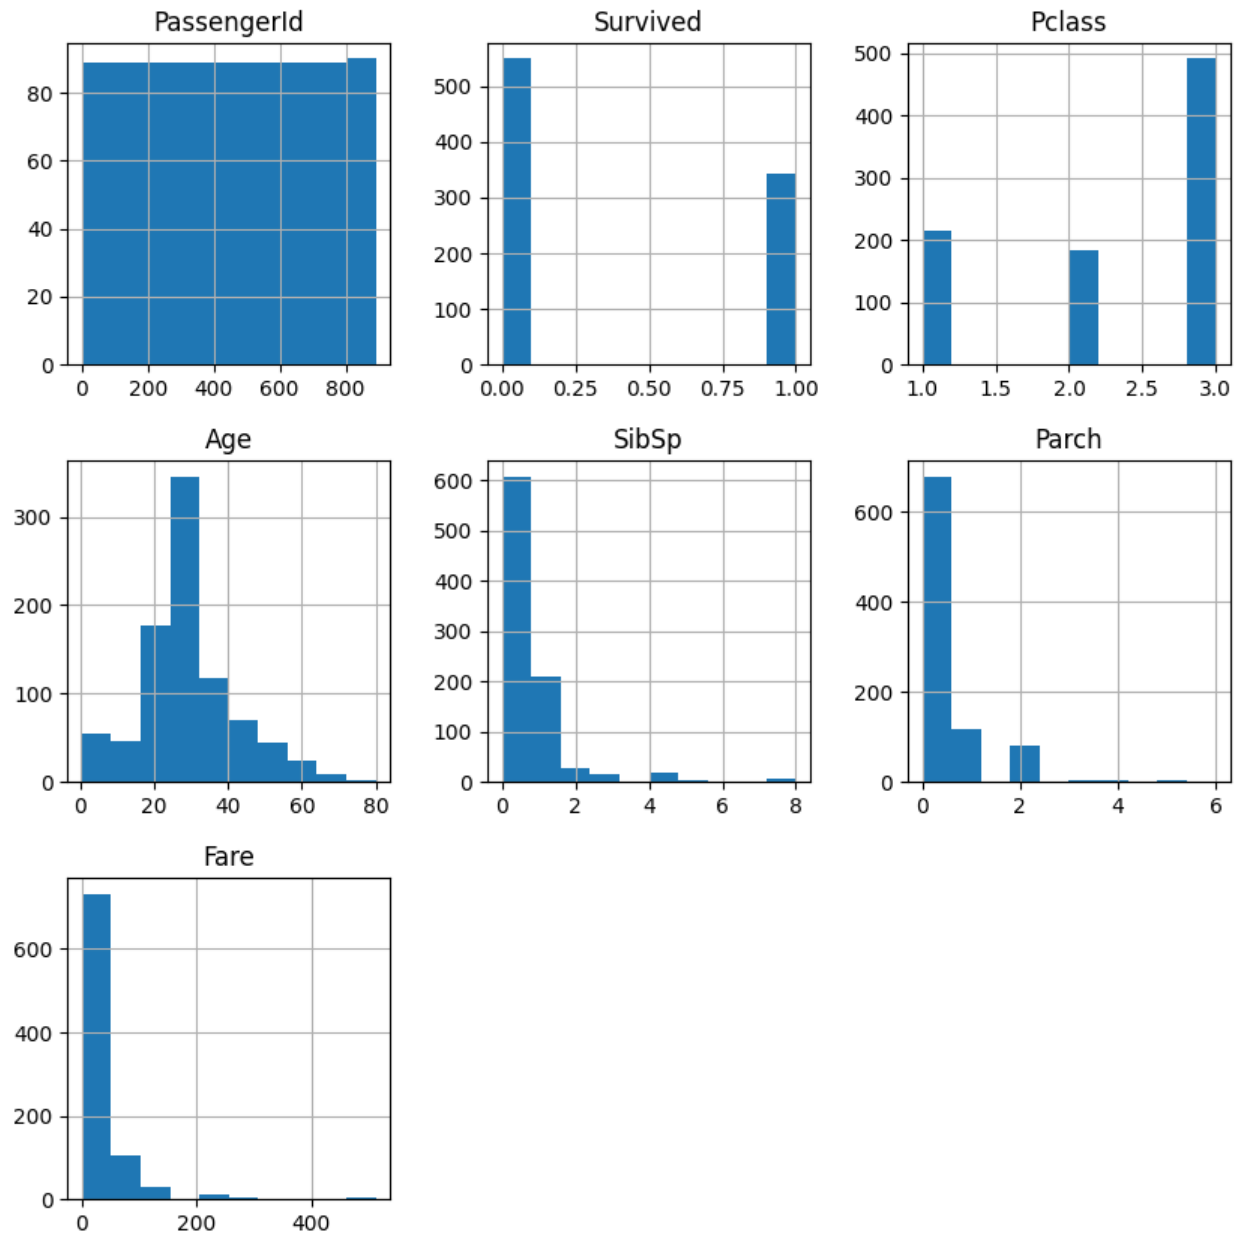 PassengerId Survived Pclass
80 60 40 20 0
0 200 400 600 800
500 400 300 200 100 0
0.00 0.25 0.50 0.75 1.00
500 400 300 200 100 0
1.0 1.5 2.0 2.5 3.0
Age SibSp Parch
300 200 100 0
0 20 40 60 80
600 500 400 300 200 100 0
0 2 4 6 8
600 400 200 0
0 2 4 6
Fare
600 400 200 0
0 200 400